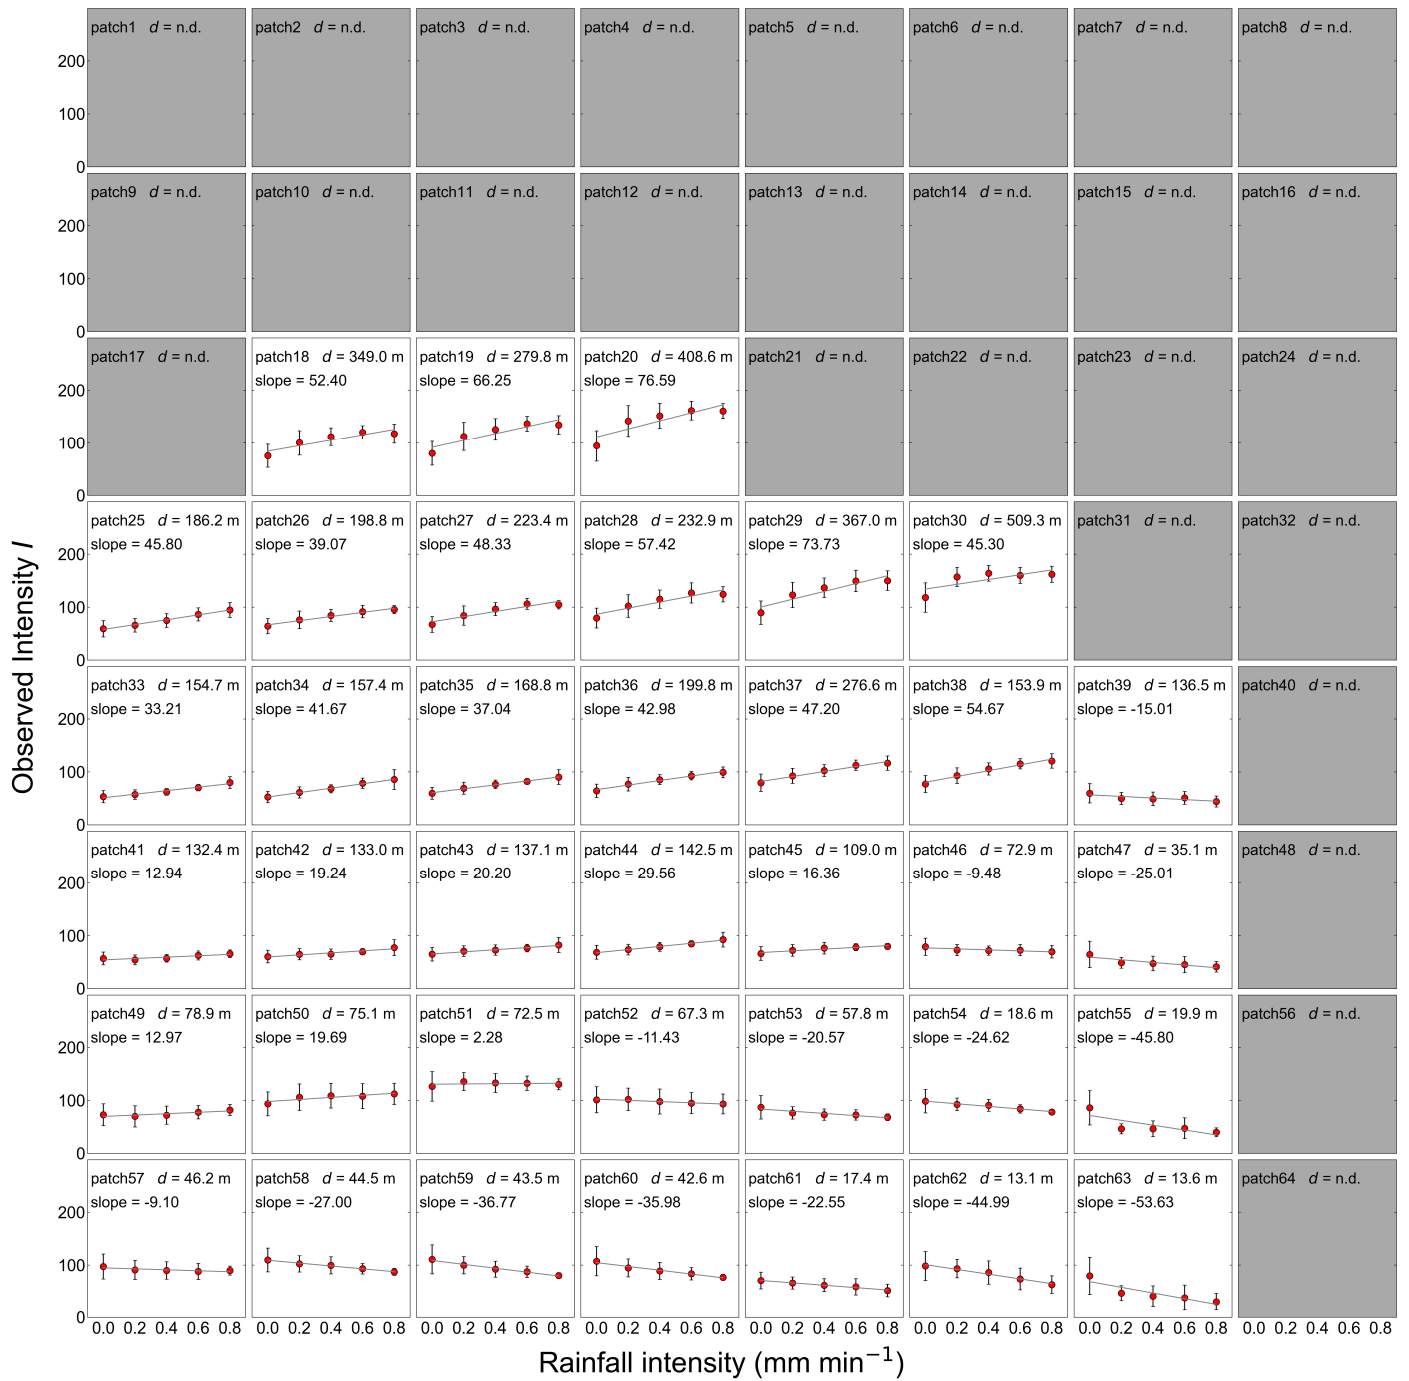 patch1 d = n.d. patch2 d = n.d. patch3 d = n.d. patch4 d = n.d. patch5 d = n.d. patch6 d = n.d. patch7 d = n.d. patch8 d = n.d.
200
100
0
patch9 d = n.d. patch10 d = n.d. patch11 d = n.d. patch12 d = n.d. patch13 d = n.d. patch14 d = n.d. patch15 d = n.d. patch16 d = n.d.
200
100
0
patch17 d = n.d. patch18 d = 349.0 m patch19 d = 279.8 m patch20 d = 408.6 m patch21 d = n.d. patch22 d = n.d. patch23 d = n.d. patch24 d = n.d.
slope = 52.40 slope = 66.25 slope = 76.59
200
100
0
patch25 d = 186.2 m patch26 d = 198.8 m patch27 d = 223.4 m patch28 d = 232.9 m patch29 d = 367.0 m patch30 d = 509.3 m patch31 d = n.d. patch32 d = n.d.
slope = 45.80 slope = 39.07 slope = 48.33 slope = 57.42 slope = 73.73 slope = 45.30
200
100
0
patch33 d = 154.7 m patch34 d = 157.4 m patch35 d = 168.8 m patch36 d = 199.8 m patch37 d = 276.6 m patch38 d = 153.9 m patch39 d = 136.5 m patch40 d = n.d.
slope = 33.21 slope = 41.67 slope = 37.04 slope = 42.98 slope = 47.20 slope = 54.67 slope = -15.01
200
100
0
patch41 d = 132.4 m patch42 d = 133.0 m patch43 d = 137.1 m patch44 d = 142.5 m patch45 d = 109.0 m patch46 d = 72.9 m patch47 d = 35.1 m patch48 d = n.d.
slope = 12.94 slope = 19.24 slope = 20.20 slope = 29.56 slope = 16.36 slope = -9.48 slope = -25.01
200
100
0
patch49 d = 78.9 m patch50 d = 75.1 m patch51 d = 72.5 m patch52 d = 67.3 m patch53 d = 57.8 m patch54 d = 18.6 m patch55 d = 19.9 m patch56 d = n.d.
slope = 12.97 slope = 19.69 slope = 2.28 slope = -11.43 slope = -20.57 slope = -24.62 slope = -45.80
200
100
0
patch57 d = 46.2 m patch58 d = 44.5 m patch59 d = 43.5 m patch60 d = 42.6 m patch61 d = 17.4 m patch62 d = 13.1 m patch63 d = 13.6 m patch64 d = n.d.
slope = -9.10 slope = -27.00 slope = -36.77 slope = -35.98 slope = -22.55 slope = -44.99 slope = -53.63
200
100
0
0.0 0.2 0.4 0.6 0.8 0.0 0.2 0.4 0.6 0.8 0.0 0.2 0.4 0.6 0.8 0.0 0.2 0.4 0.6 0.8 0.0 0.2 0.4 0.6 0.8 0.0 0.2 0.4 0.6 0.8 0.0 0.2 0.4 0.6 0.8 0.0 0.2 0.4 0.6 0.8
Rainfall intensity (mm min⁻¹)
Observed Intensity I